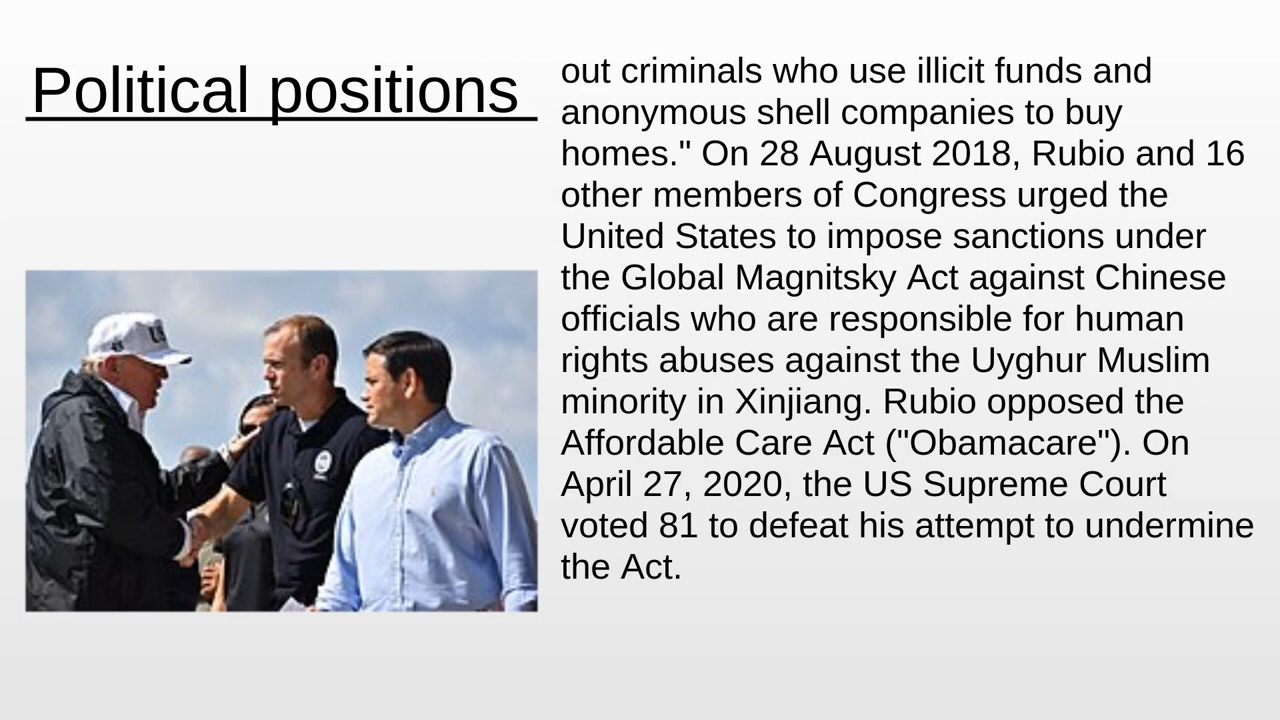 Political positions
out criminals who use illicit funds and
anonymous shell companies to buy
homes." On 28 August 2018, Rubio and 16
other members of Congress urged the
United States to impose sanctions under
the Global Magnitsky Act against Chinese
officials who are responsible for human
rights abuses against the Uyghur Muslim
minority in Xinjiang. Rubio opposed the
Affordable Care Act ("Obamacare"). On
April 27, 2020, the US Supreme Court
voted 81 to defeat his attempt to undermine
the Act.
US
45